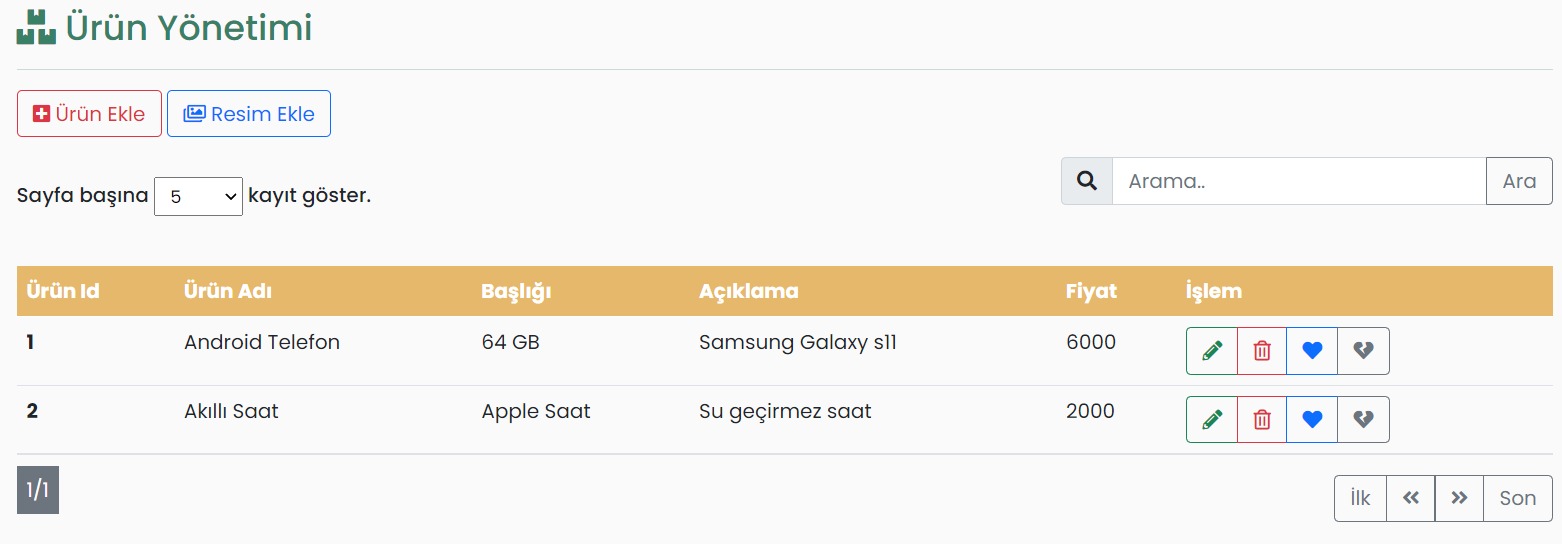 Ürün Yönetimi
Ürün Ekle Resim Ekle
Sayfa başına 5 kayıt göster.
Arama.. Ara
Ürün Id Ürün Adı Başlığı Açıklama Fiyat İşlem
1 Android Telefon 64 GB Samsung Galaxy s11 6000
2 Akıllı Saat Apple Saat Su geçirmez saat 2000
1/1
İlk « » Son